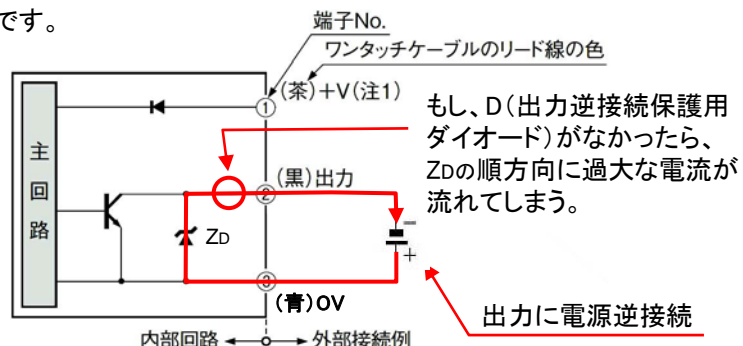 です。
端子No.
ワンタッチケーブルのリード線の色
(茶)+V(注1)
①
もし、D(出力逆接続保護用
ダイオード)がなかったら、
ZDの順方向に過大な電流が
流れてしまう。
主
回
路
(黒)出力
②
ZD
−
+
③
(青)0V
出力に電源逆接続
内部回路 外部接続例